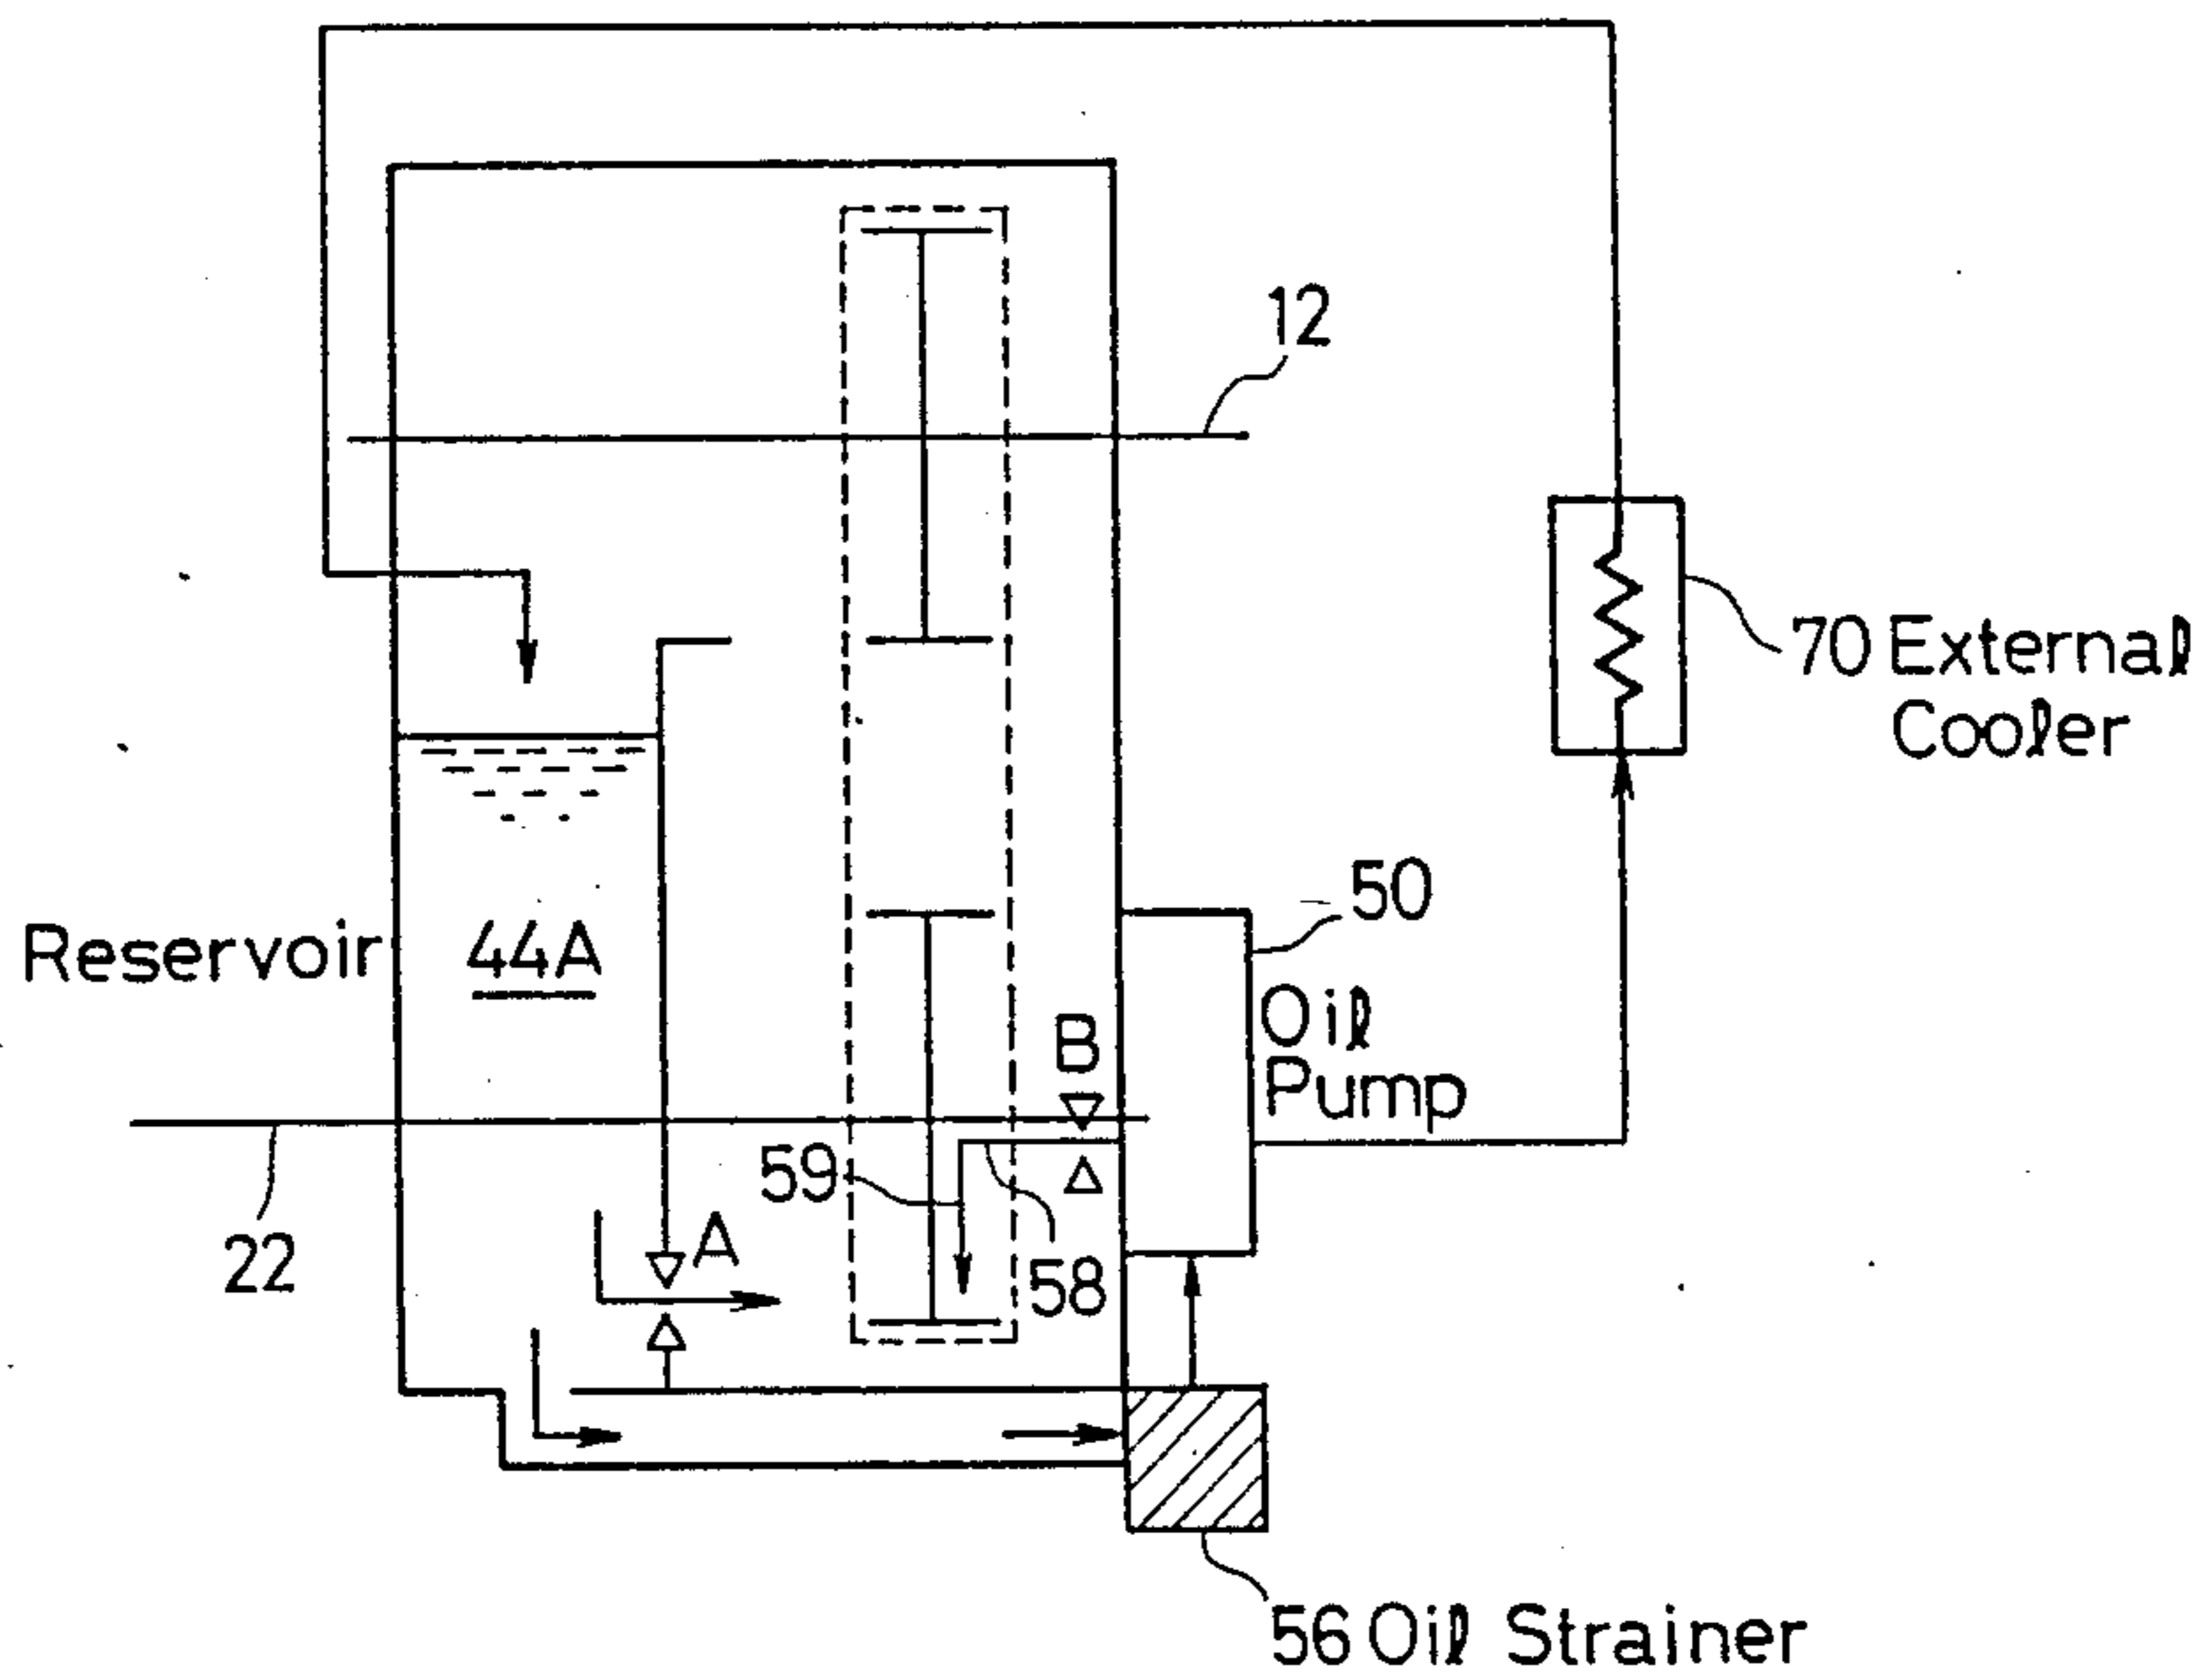 12
70 External
Cooler
50
Oil
Pump
Reservoir
44A
B
59
58
A
22
56 Oil Strainer